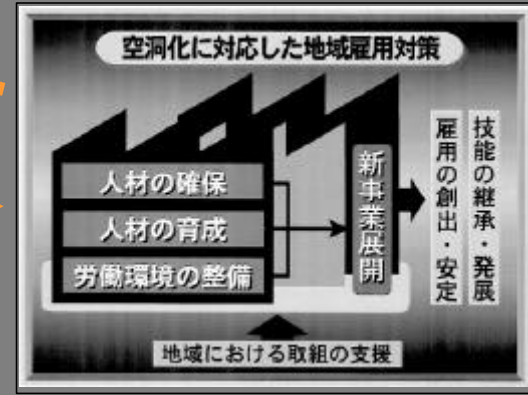 空洞化に対応した地域雇用対策
人材の確保
人材の育成
労働環境の整備
新事業展開
技能の継承・発展
雇用の創出・安定
地域における取組の支援